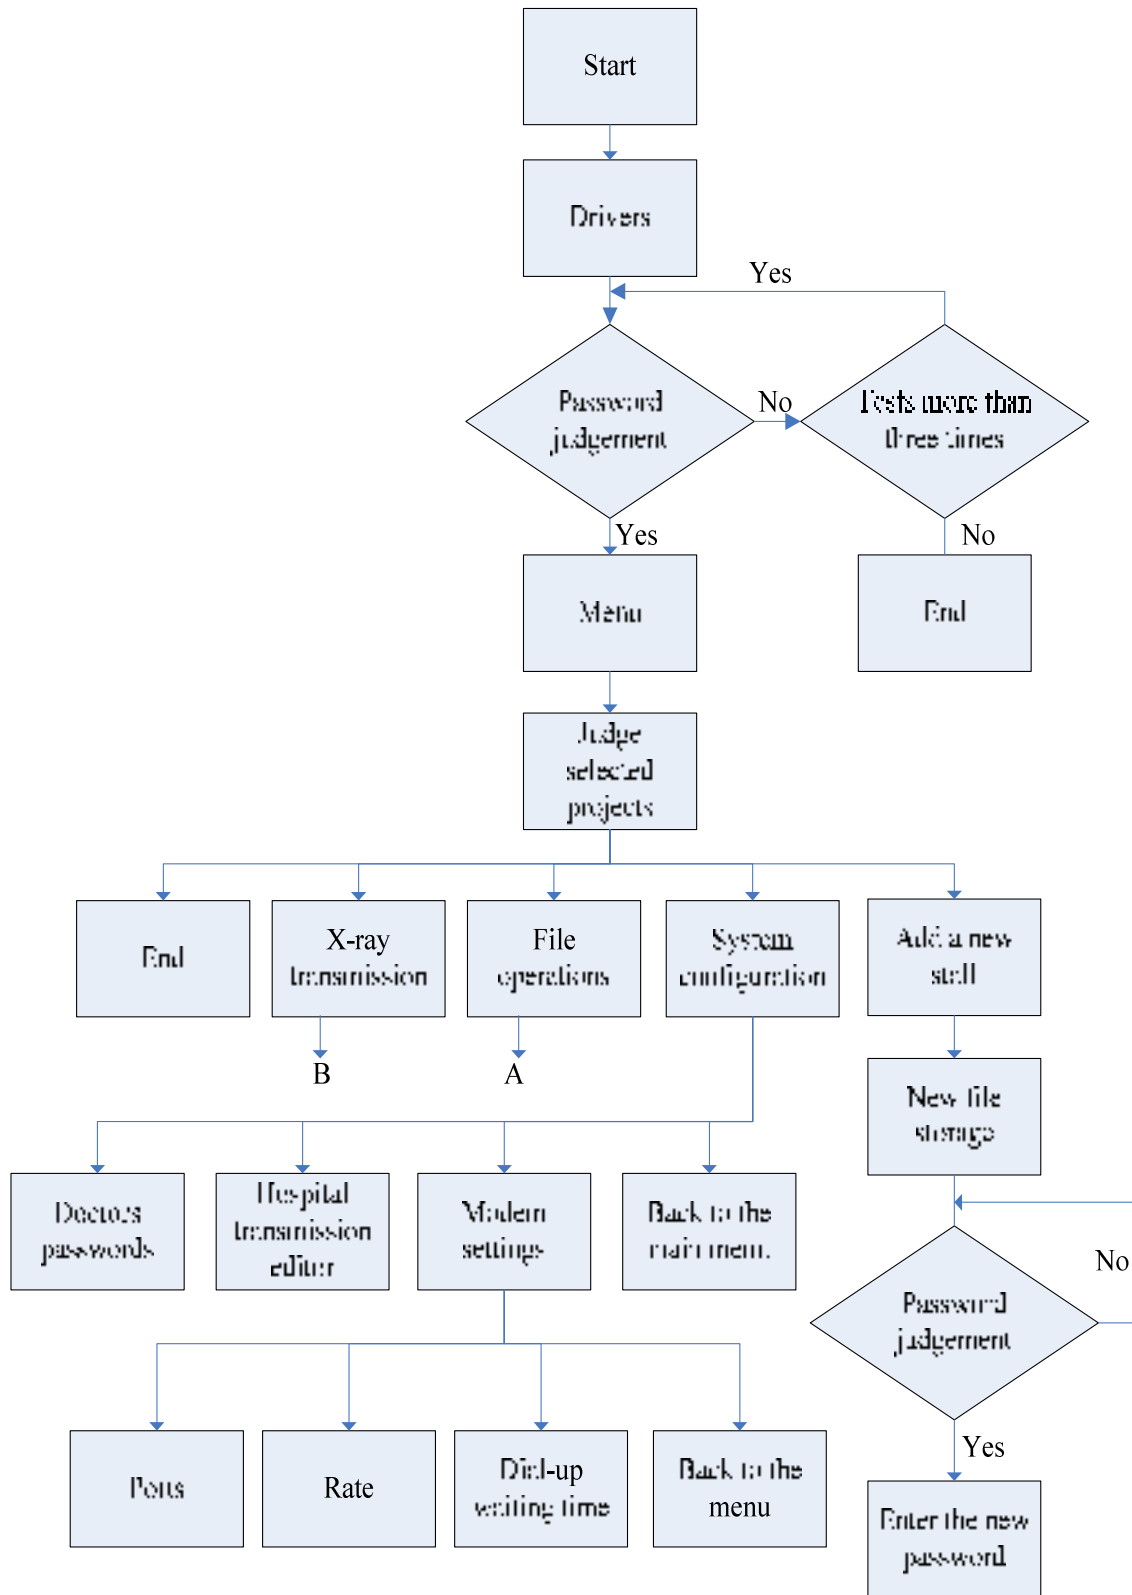 Start
Drivers
Yes
Password
judgement
No
Tests more than
three times
Yes
No
Menu
End
Judge
selected
projects
End
X-ray
transmission
File
operations
System
configuration
Add a new
staff
B
A
New file
storage
Doctors
passwords
Hospital
transmission
editor
Modem
settings
Back to the
main menu
No
Password
judgement
Yes
Ports
Rate
Dial-up
waiting time
Back to the
menu
Enter the new
password